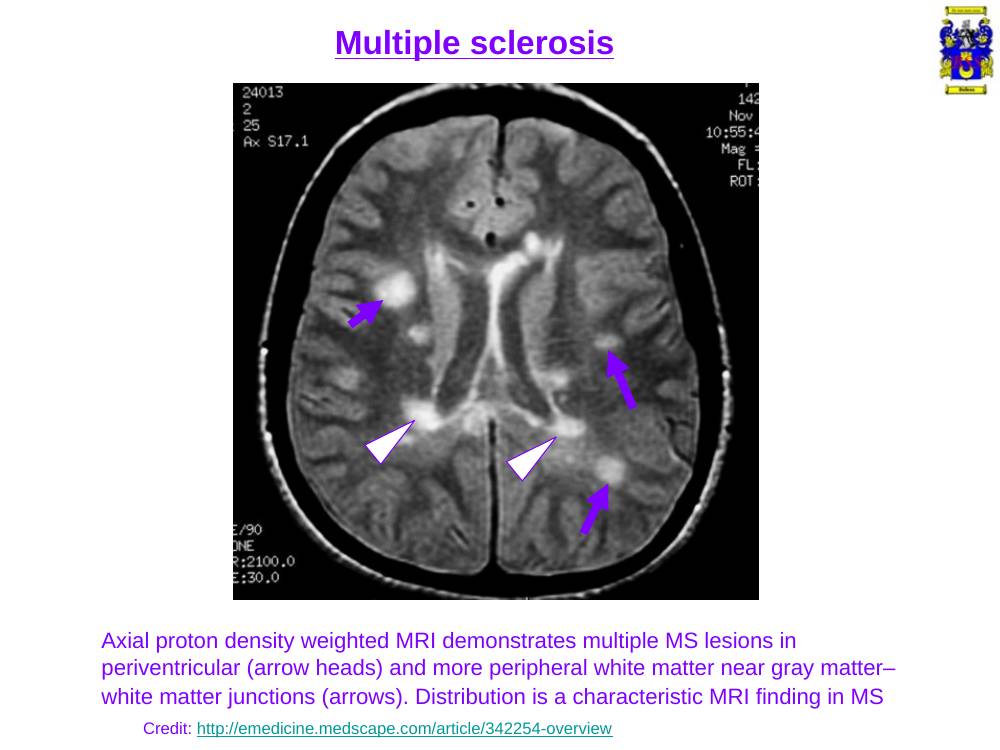 Multiple sclerosis
24013
2
25
Ax S17.1
142
Nov
10:55:4
Mag =
FL:
ROT:
E/90
ONE
R:2100.0
E:30.0
Axial proton density weighted MRI demonstrates multiple MS lesions in
periventricular (arrow heads) and more peripheral white matter near gray matter–
white matter junctions (arrows). Distribution is a characteristic MRI finding in MS
Credit: http://emedicine.medscape.com/article/342254-overview